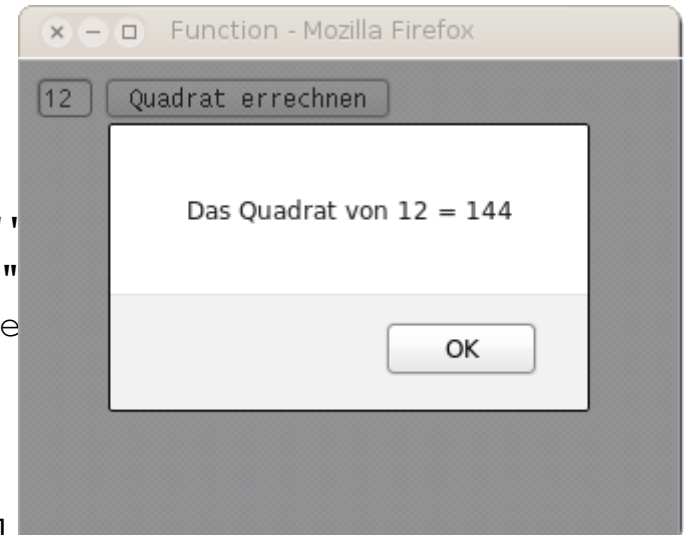 Function - Mozilla Firefox
12 Quadrat errechnen
Das Quadrat von 12 = 144
OK